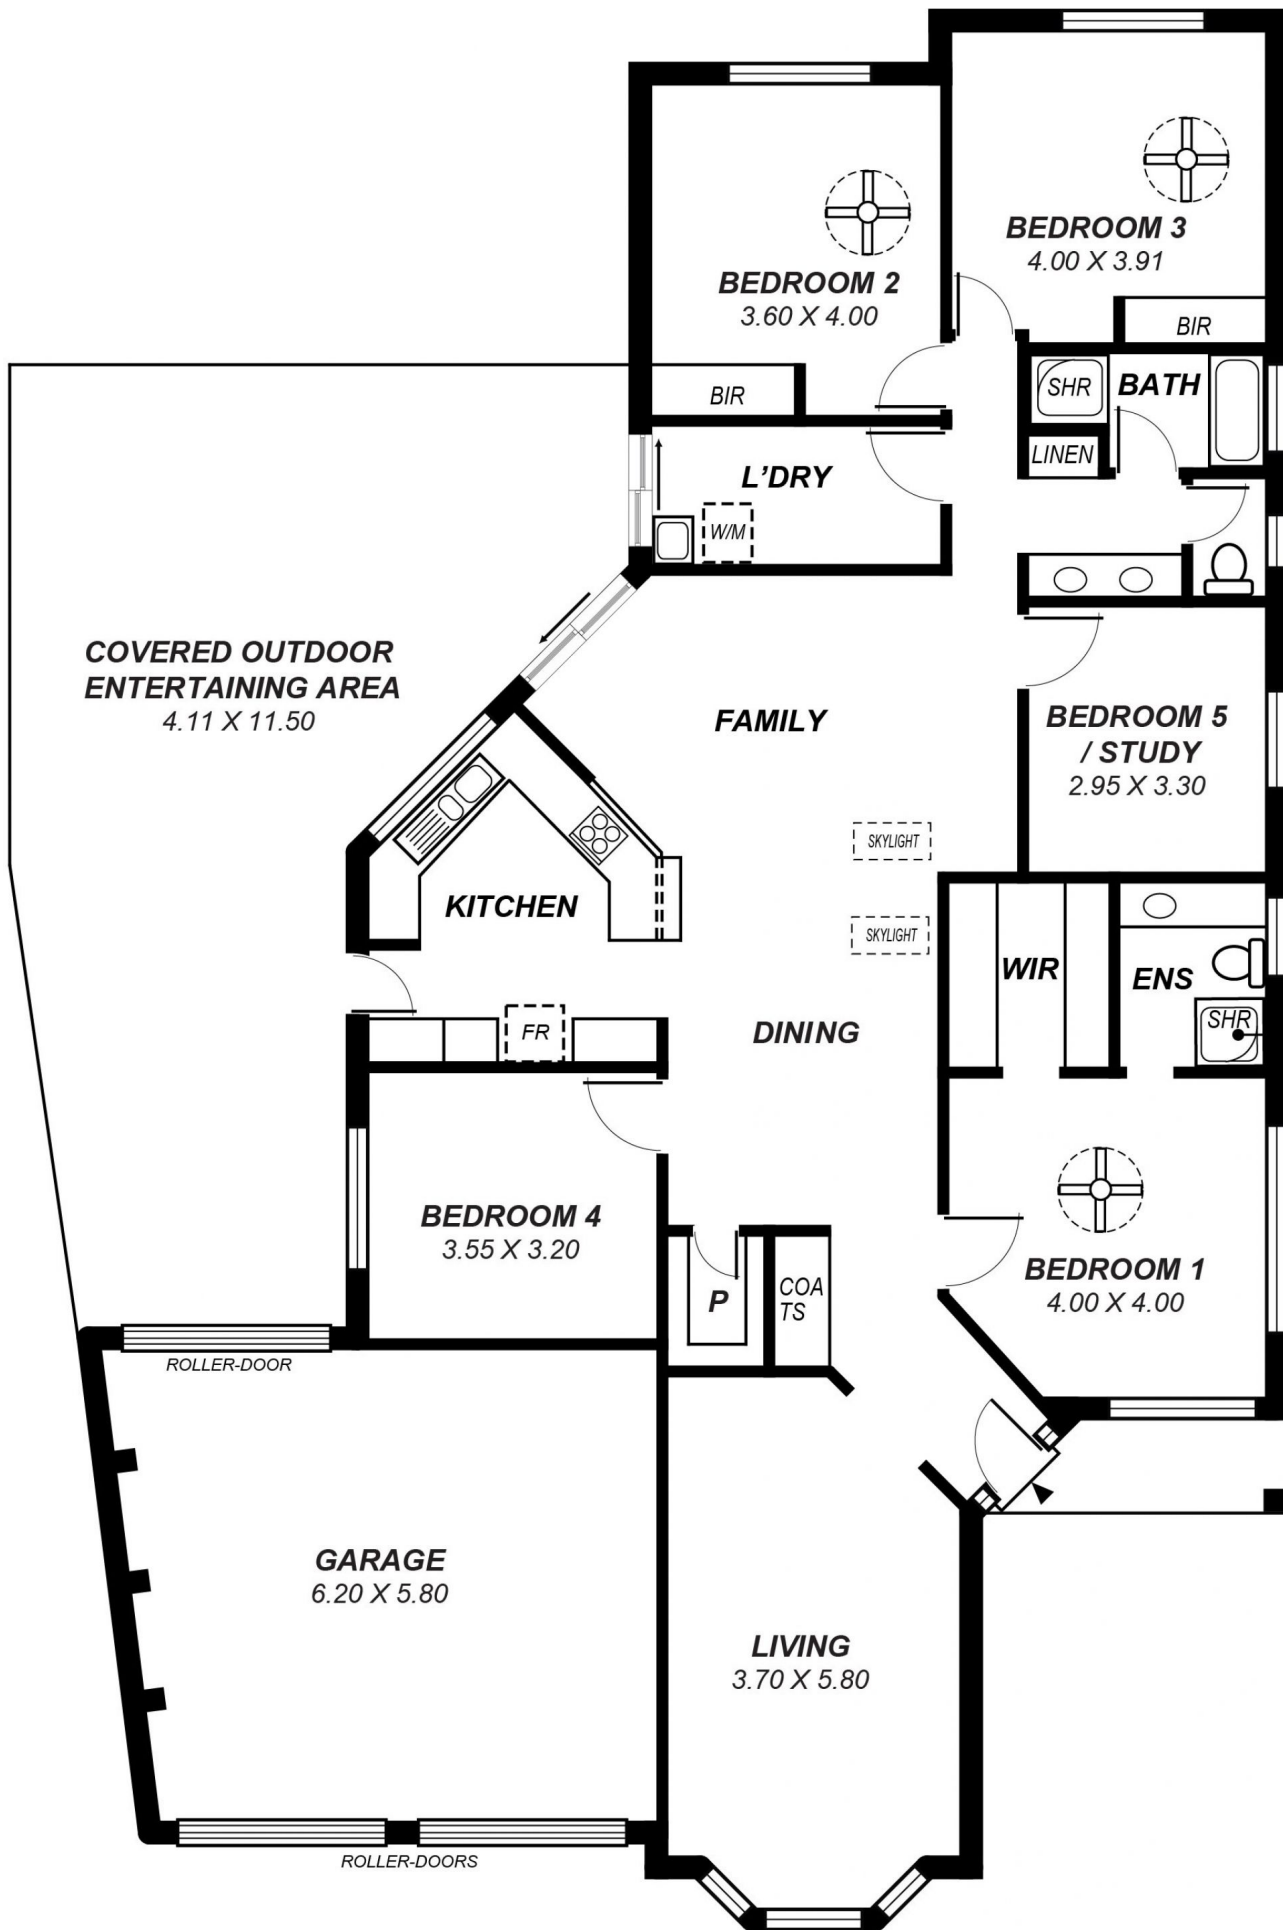 BEDROOM 3
4.00 X 3.91
BIR
BEDROOM 2
3.60 X 4.00
BIR
SHR
BATH
LINEN
L'DRY
W/M
COVERED OUTDOOR
ENTERTAINING AREA
4.11 X 11.50
FAMILY
BEDROOM 5
/ STUDY
2.95 X 3.30
SKYLIGHT
SKYLIGHT
KITCHEN
WIR
ENS
SHR
FR
DINING
BEDROOM 4
3.55 X 3.20
BEDROOM 1
4.00 X 4.00
P
COA
TS
ROLLER-DOOR
GARAGE
6.20 X 5.80
LIVING
3.70 X 5.80
ROLLER-DOORS